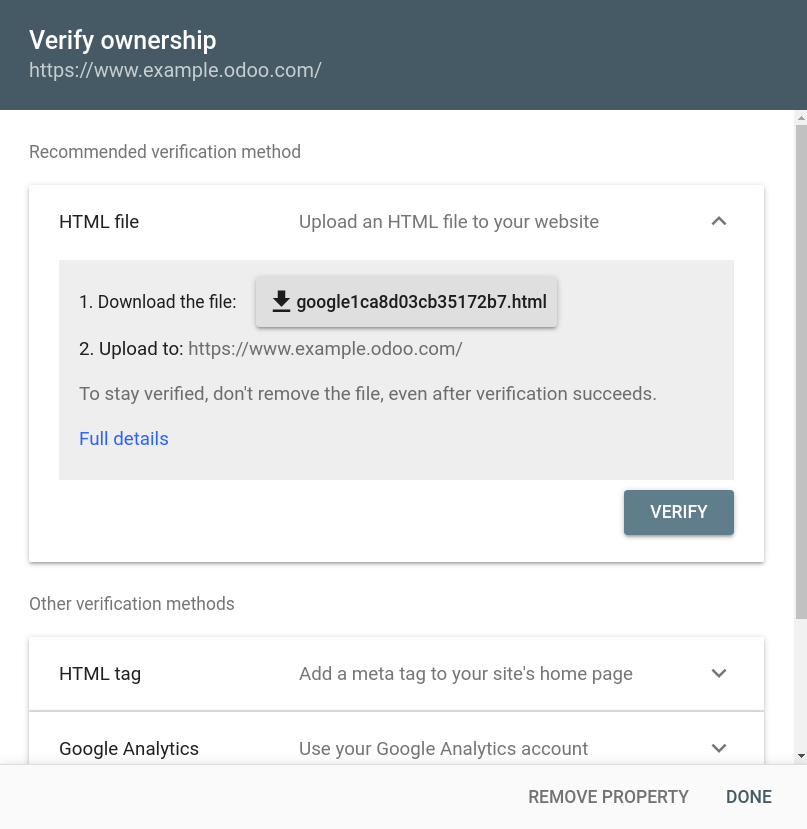 Verify ownership
https://www.example.odoo.com/
Recommended verification method
HTML file Upload an HTML file to your website
1. Download the file: google1ca8d03cb35172b7.html
2. Upload to: https://www.example.odoo.com/
To stay verified, don't remove the file, even after verification succeeds.
Full details
VERIFY
Other verification methods
HTML tag Add a meta tag to your site's home page
Google Analytics Use your Google Analytics account
REMOVE PROPERTY DONE